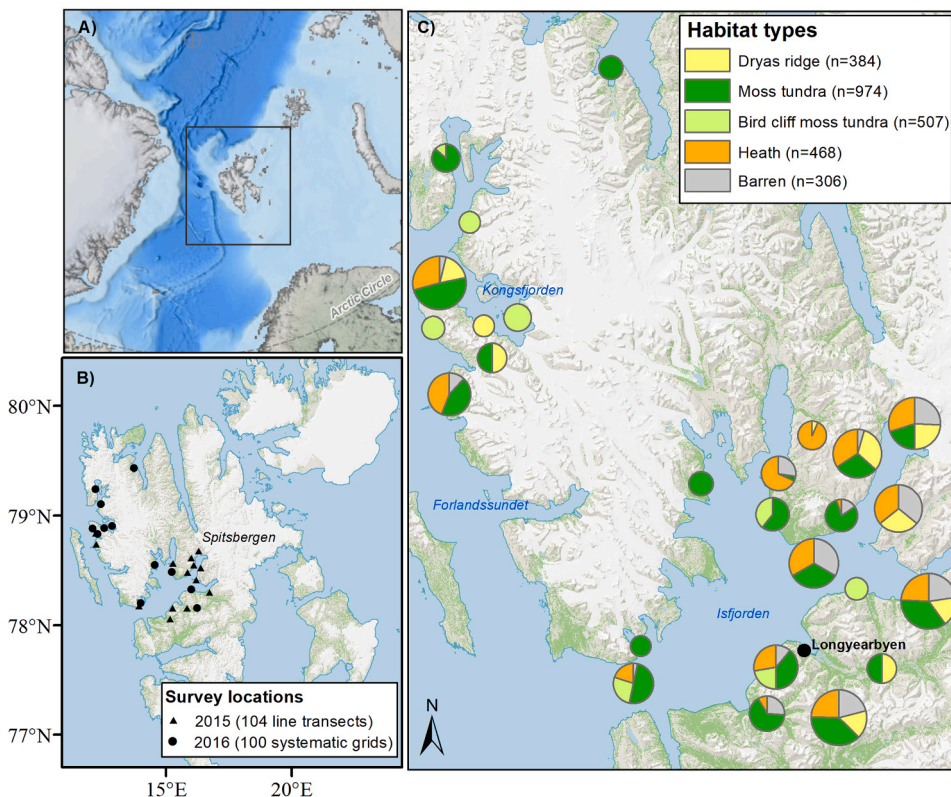 A)
Arctic Circle
B)
80°N
79°N
78°N
77°N
15°E
20°E
Spitsbergen
Survey locations
2015 (104 line transects)
2016 (100 systematic grids)
C)
Habitat types
Dryas ridge (n=384)
Moss tundra (n=974)
Bird cliff moss tundra (n=507)
Heath (n=468)
Barren (n=306)
Kongsfjorden
Forlandssundet
Isfjorden
Longyearbyen
N